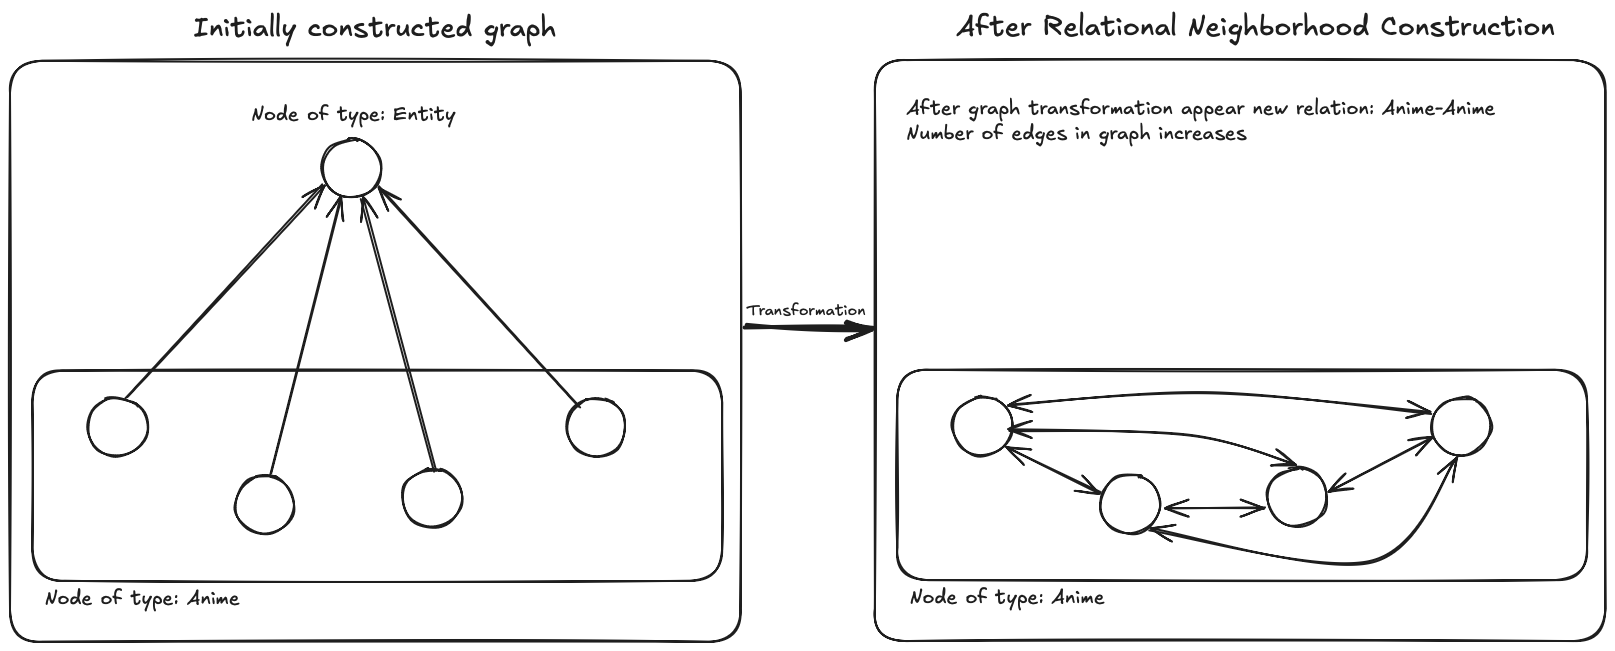 Initially constructed graph
After Relational Neighborhood Construction
Node of type: Entity
After graph transformation appear new relation: Anime-Anime
Number of edges in graph increases
Transformation
Node of type: Anime
Node of type: Anime